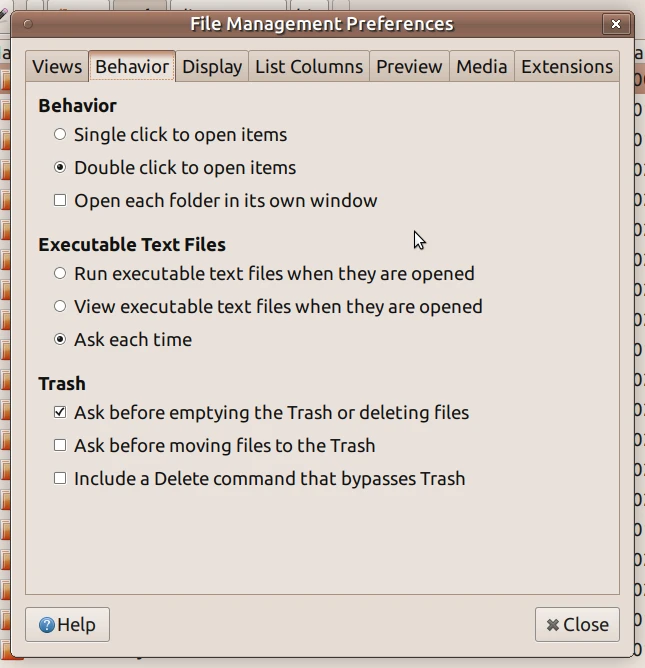 File Management Preferences
Views Behavior Display List Columns Preview Media Extensions
Behavior
Single click to open items
Double click to open items
Open each folder in its own window
Executable Text Files
Run executable text files when they are opened
View executable text files when they are opened
Ask each time
Trash
Ask before emptying the Trash or deleting files
Ask before moving files to the Trash
Include a Delete command that bypasses Trash
Help Close